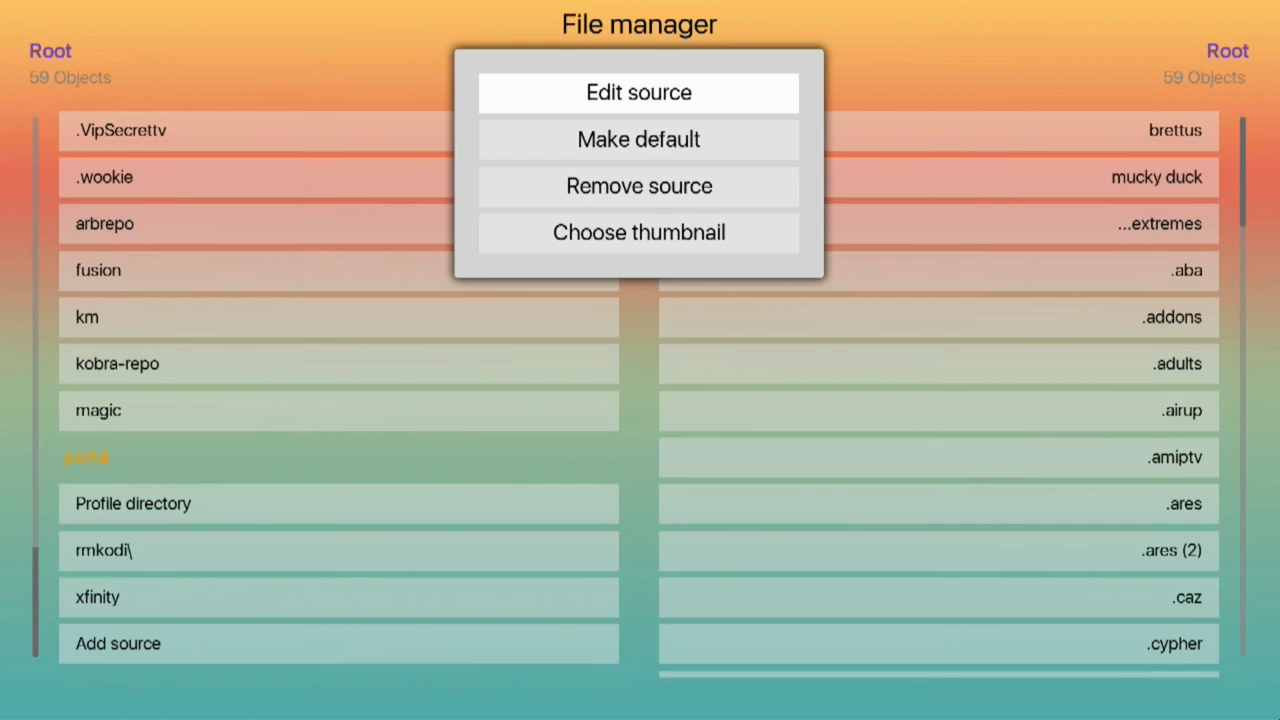 File manager
Root
59 Objects
Root
59 Objects
Edit source
Make default
Remove source
Choose thumbnail
.VipSecrettv
.wookie
arbrepo
fusion
km
kobra-repo
magic
portal
Profile directory
rmkodi\
xfinity
Add source
brettus
mucky duck
...extremes
.aba
.addons
.adults
.airup
.amiptv
.ares
.ares (2)
.caz
.cypher